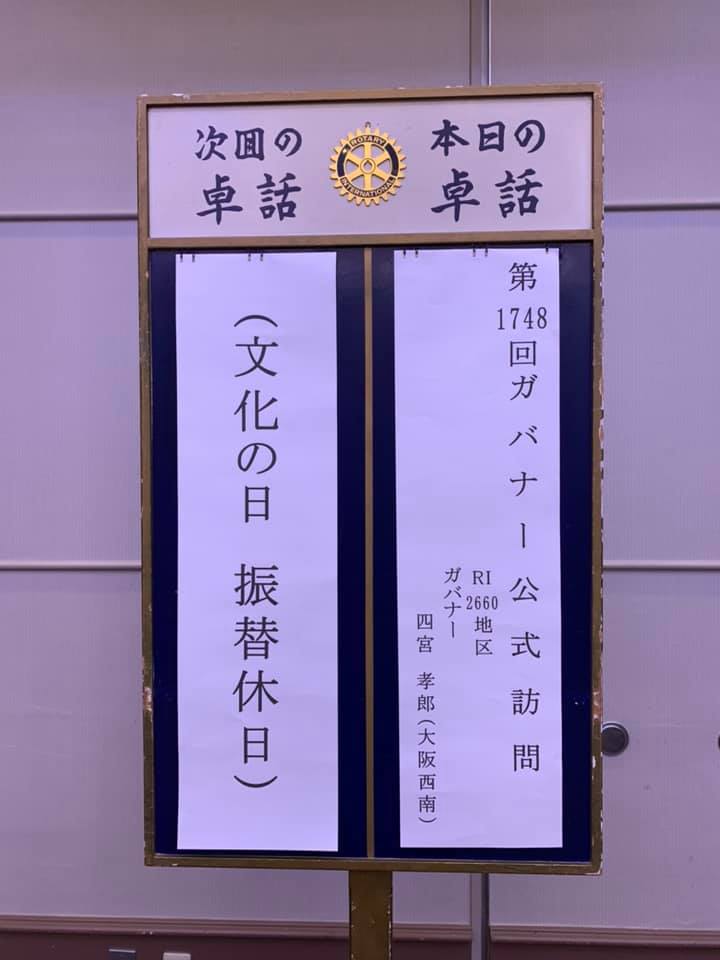 本日の
卓話
第1748回ガバナー公式訪問
RI2660地区
ガバナー
四宮 孝郎(大阪西南)
ROTARY
INTERNATIONAL
次回の
卓話
(文化の日 振替休日)